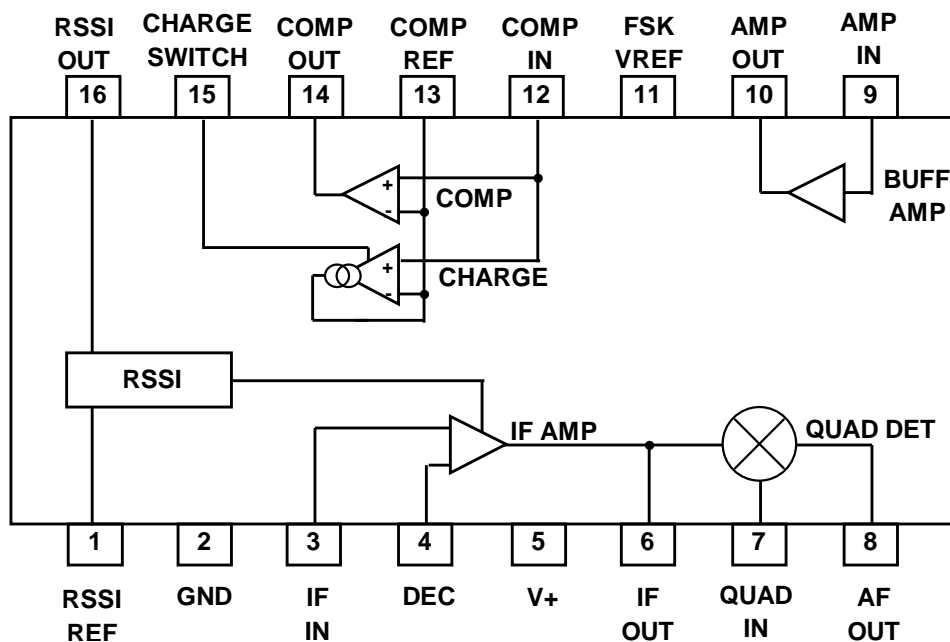 RSSI OUT
CHARGE SWITCH
COMP OUT
COMP REF
COMP IN
FSK VREF
AMP OUT
AMP IN
16
15
14
13
12
11
10
9
+
-
COMP
BUFF AMP
+
-
CHARGE
RSSI
IF AMP
QUAD DET
1
2
3
4
5
6
7
8
RSSI REF
GND
IF IN
DEC
V+
IF OUT
QUAD IN
AF OUT